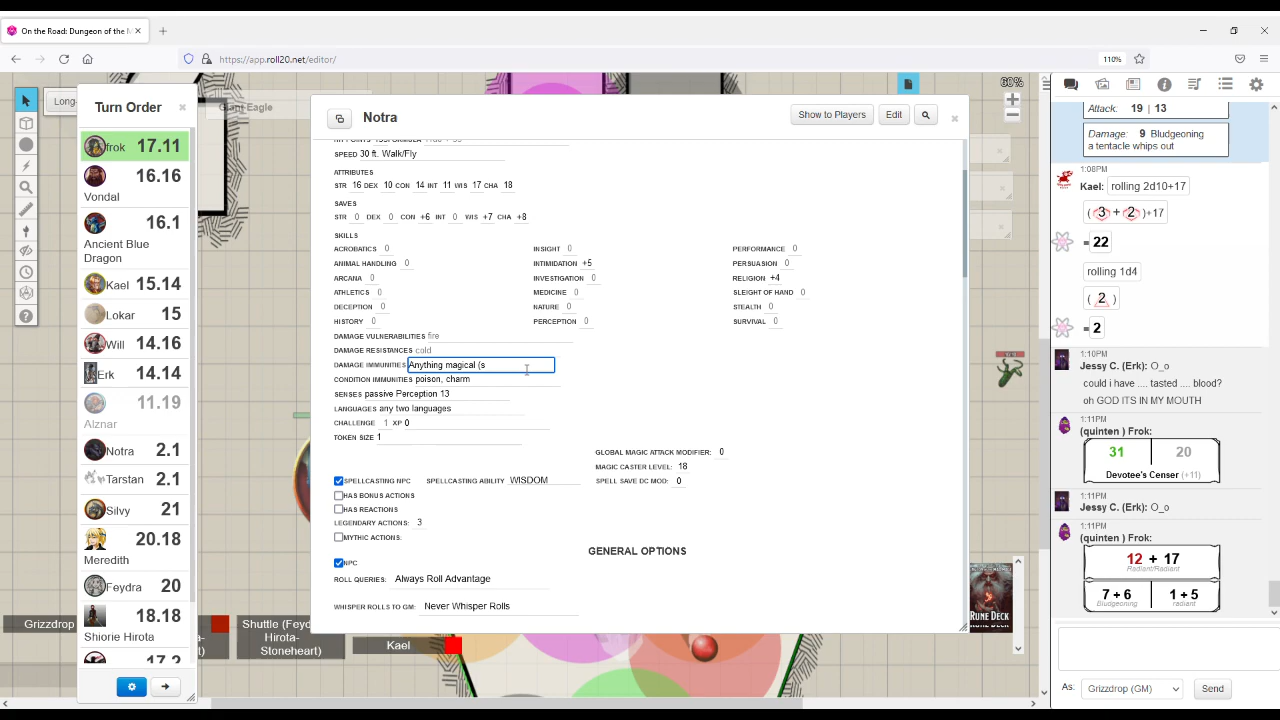 On the Road: Dungeon of the M
https://app.roll20.net/editor/
110%
Long-
Giant Eagle
60%
Turn Order
frok 17.11
16.16
Vondal
16.1
Ancient Blue
Dragon
Kael 15.14
Lokar 15
Will 14.16
Erk 14.14
11.19
Alznar
Notra 2.1
Tarstan 2.1
Silvy 21
20.18
Meredith
Feydra 20
18.18
Shiorie Hirota
17.2
Notra
Show to Players
Edit
SPEED 30 ft. Walk/Fly
ATTRIBUTES
STR 16 DEX 10 CON 14 INT 11 WIS 17 CHA 18
SAVES
STR 0 DEX 0 CON +6 INT 0 WIS +7 CHA +8
SKILLS
ACROBATICS 0 INSIGHT 0 PERFORMANCE 0
ANIMAL HANDLING 0 INTIMIDATION +5 PERSUASION 0
ARCANA 0 INVESTIGATION 0 RELIGION +4
ATHLETICS 0 MEDICINE 0 SLEIGHT OF HAND 0
DECEPTION 0 NATURE 0 STEALTH 0
HISTORY 0 PERCEPTION 0 SURVIVAL 0
DAMAGE VULNERABILITIES fire
DAMAGE RESISTANCES cold
DAMAGE IMMUNITIES Anything magical (s
CONDITION IMMUNITIES poison, charm
SENSES passive Perception 13
LANGUAGES any two languages
CHALLENGE 1 XP 0
TOKEN SIZE 1
GLOBAL MAGIC ATTACK MODIFIER: 0
MAGIC CASTER LEVEL: 18
SPELLCASTING NPC SPELLCASTING ABILITY WISDOM SPELL SAVE DC MOD: 0
HAS BONUS ACTIONS
HAS REACTIONS
LEGENDARY ACTIONS: 3
MYTHIC ACTIONS:
GENERAL OPTIONS
NPC
ROLL QUERIES: Always Roll Advantage
WHISPER ROLLS TO GM: Never Whisper Rolls
Grizzdrop
Shuttle (Feyd
Hirota-
Stoneheart)
Kael
RUNE DECK
Attack: 19 | 13
Damage: 9 Bludgeoning
a tentacle whips out
1:08PM
Kael: rolling 2d10+17
(3+2)+17
=22
rolling 1d4
(2)
=2
1:10PM
Jessy C. (Erk): O_o
could i have .... tasted .... blood?
oh GOD ITS IN MY MOUTH
1:11PM
(quinten ) Frok:
31 20
Devotee's Censer (+11)
1:11PM
Jessy C. (Erk): O_o
1:11PM
(quinten ) Frok:
12 + 17
Radiant/Radiant
7 + 6 1 + 5
Bludgeoning radiant
As: Grizzdrop (GM) Send